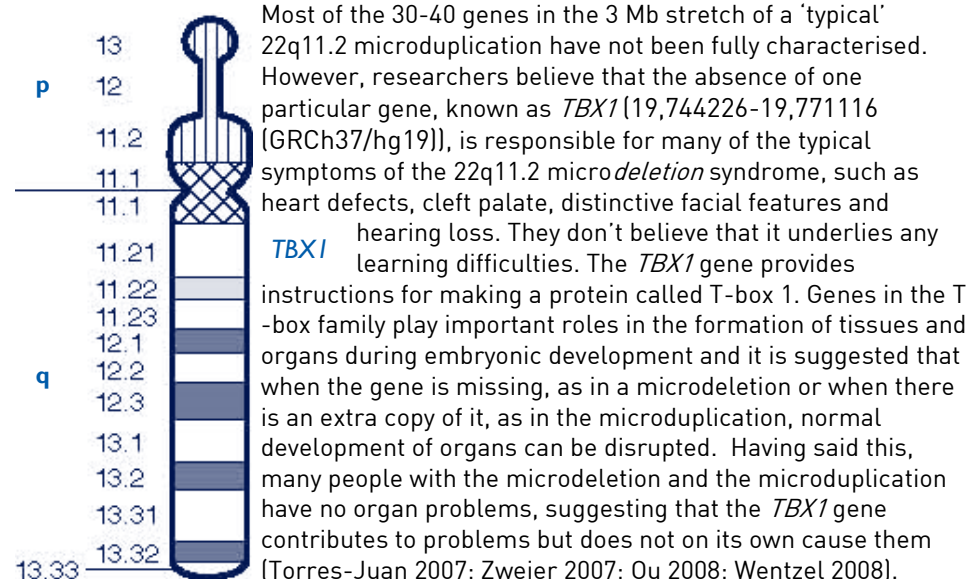 13
p
12
11.2
11.1
11.1
11.21
11.22
11.23
12.1
12.2
q
12.3
13.1
13.2
13.31
13.32
13.33
TBX1
Most of the 30-40 genes in the 3 Mb stretch of a ‘typical’
22q11.2 microduplication have not been fully characterised.
However, researchers believe that the absence of one
particular gene, known as TBX1 (19,744226-19,771116
(GRCh37/hg19)), is responsible for many of the typical
symptoms of the 22q11.2 microdeletion syndrome, such as
heart defects, cleft palate, distinctive facial features and
hearing loss. They don’t believe that it underlies any
learning difficulties. The TBX1 gene provides
instructions for making a protein called T-box 1. Genes in the T
-box family play important roles in the formation of tissues and
organs during embryonic development and it is suggested that
when the gene is missing, as in a microdeletion or when there
is an extra copy of it, as in the microduplication, normal
development of organs can be disrupted. Having said this,
many people with the microdeletion and the microduplication
have no organ problems, suggesting that the TBX1 gene
contributes to problems but does not on its own cause them
(Torres-Juan 2007; Zweier 2007; Ou 2008; Wentzel 2008).